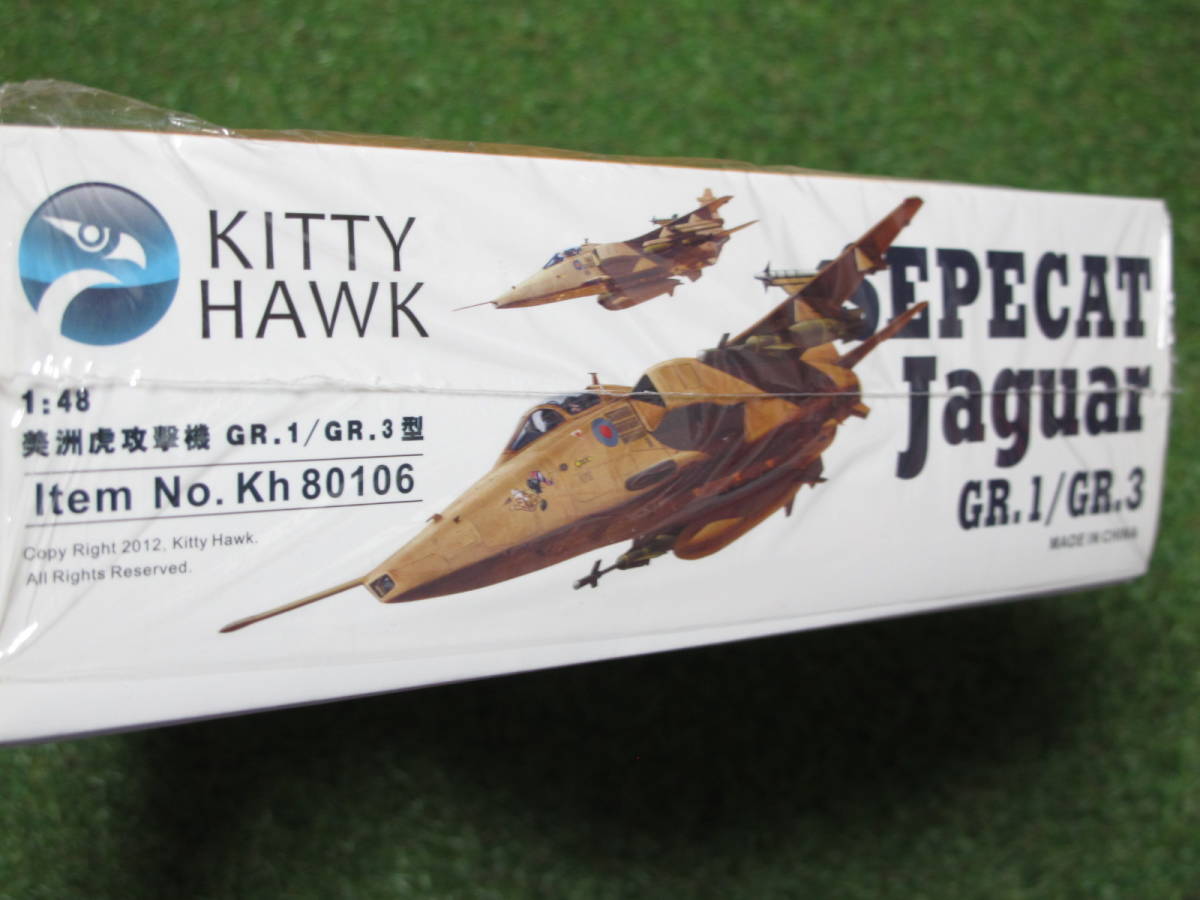 KITTY
HAWK
1:48
美洲虎攻擊機 GR.1/GR.3型
Item No. Kh 80106
Copy Right 2012, Kitty Hawk.
All Rights Reserved.
SEPECAT
Jaguar
GR.1/GR.3
MADE IN CHINA